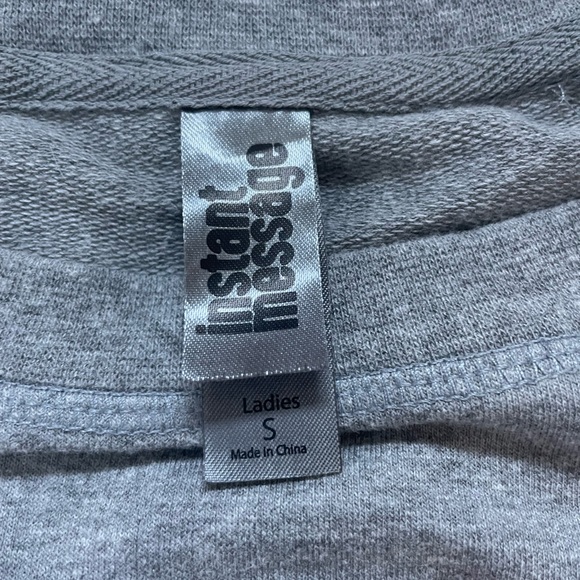 instant
message
Ladies
S
Made in China